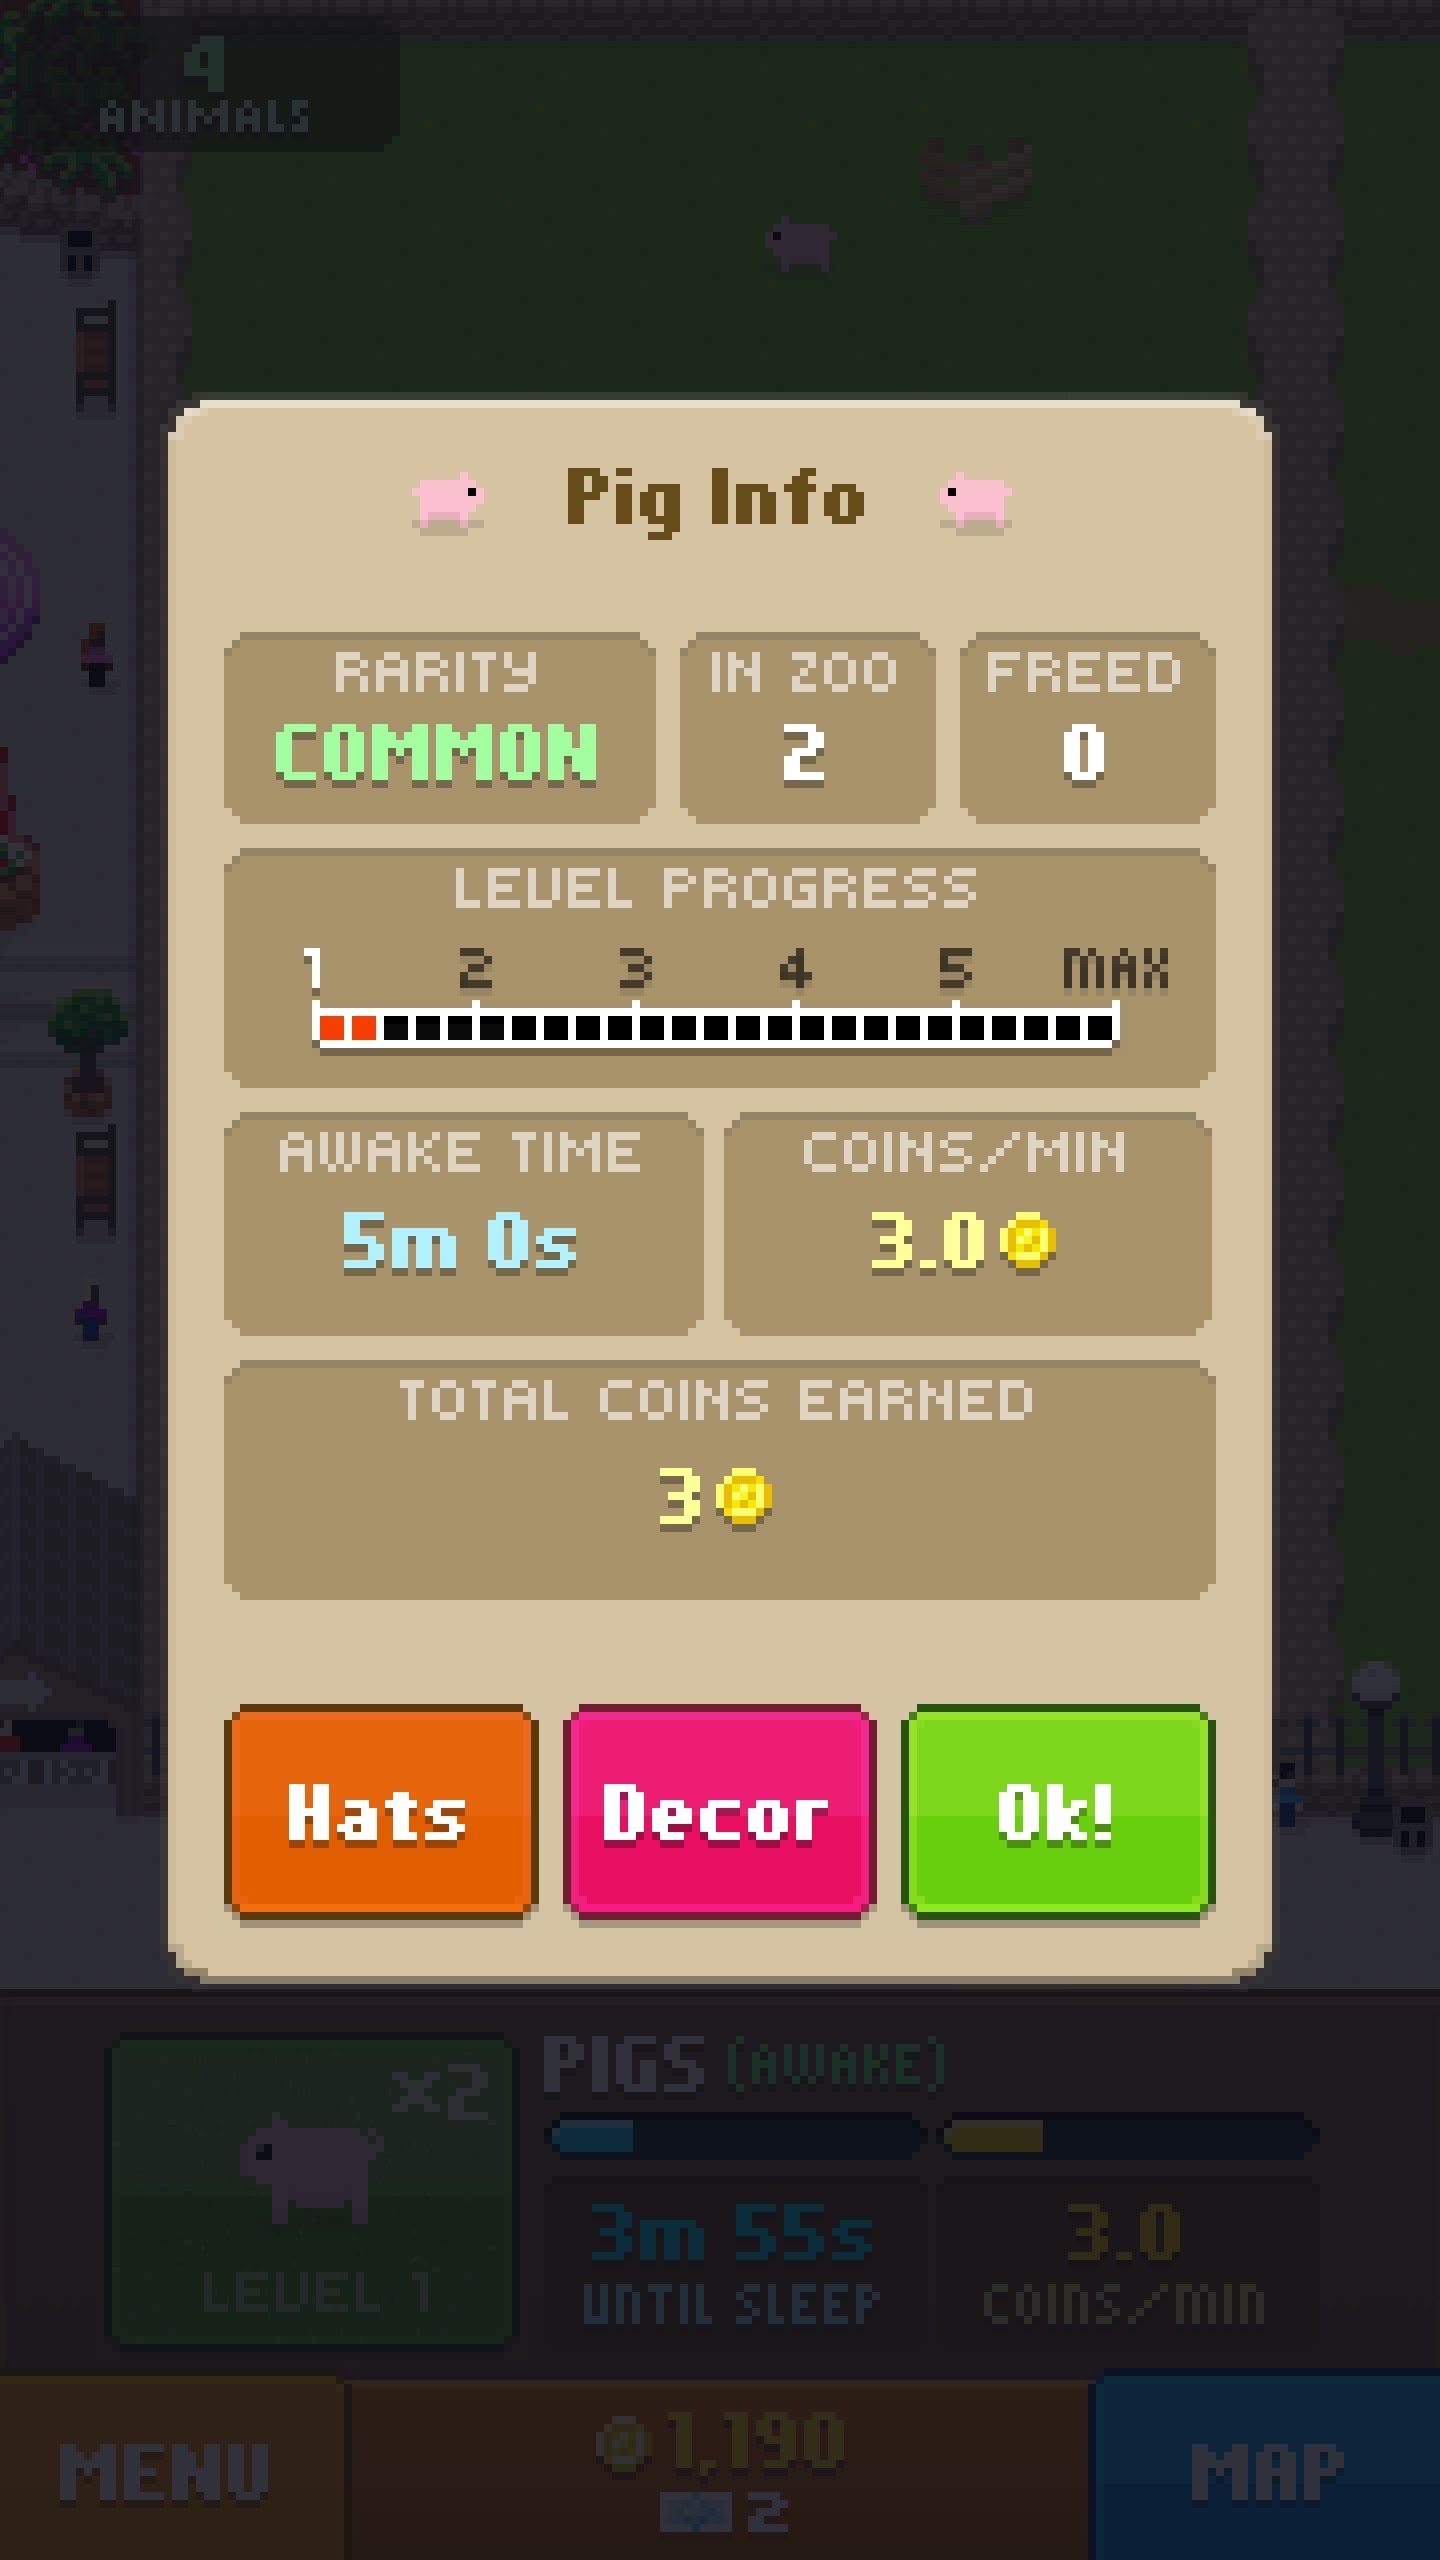 4
ANIMALS
Pig Info
RARITY IN ZOO FREED
COMMON 2 0
LEVEL PROGRESS
1 2 3 4 5 MAX
AWAKE TIME COINS/MIN
5m 0s 3.0
TOTAL COINS EARNED
3
Hats Decor Ok!
PIGS (AWAKE)
x2
3m 55s 3.0
LEVEL 1 UNTIL SLEEP COINS/MIN
MENU 1,190 MAP
2